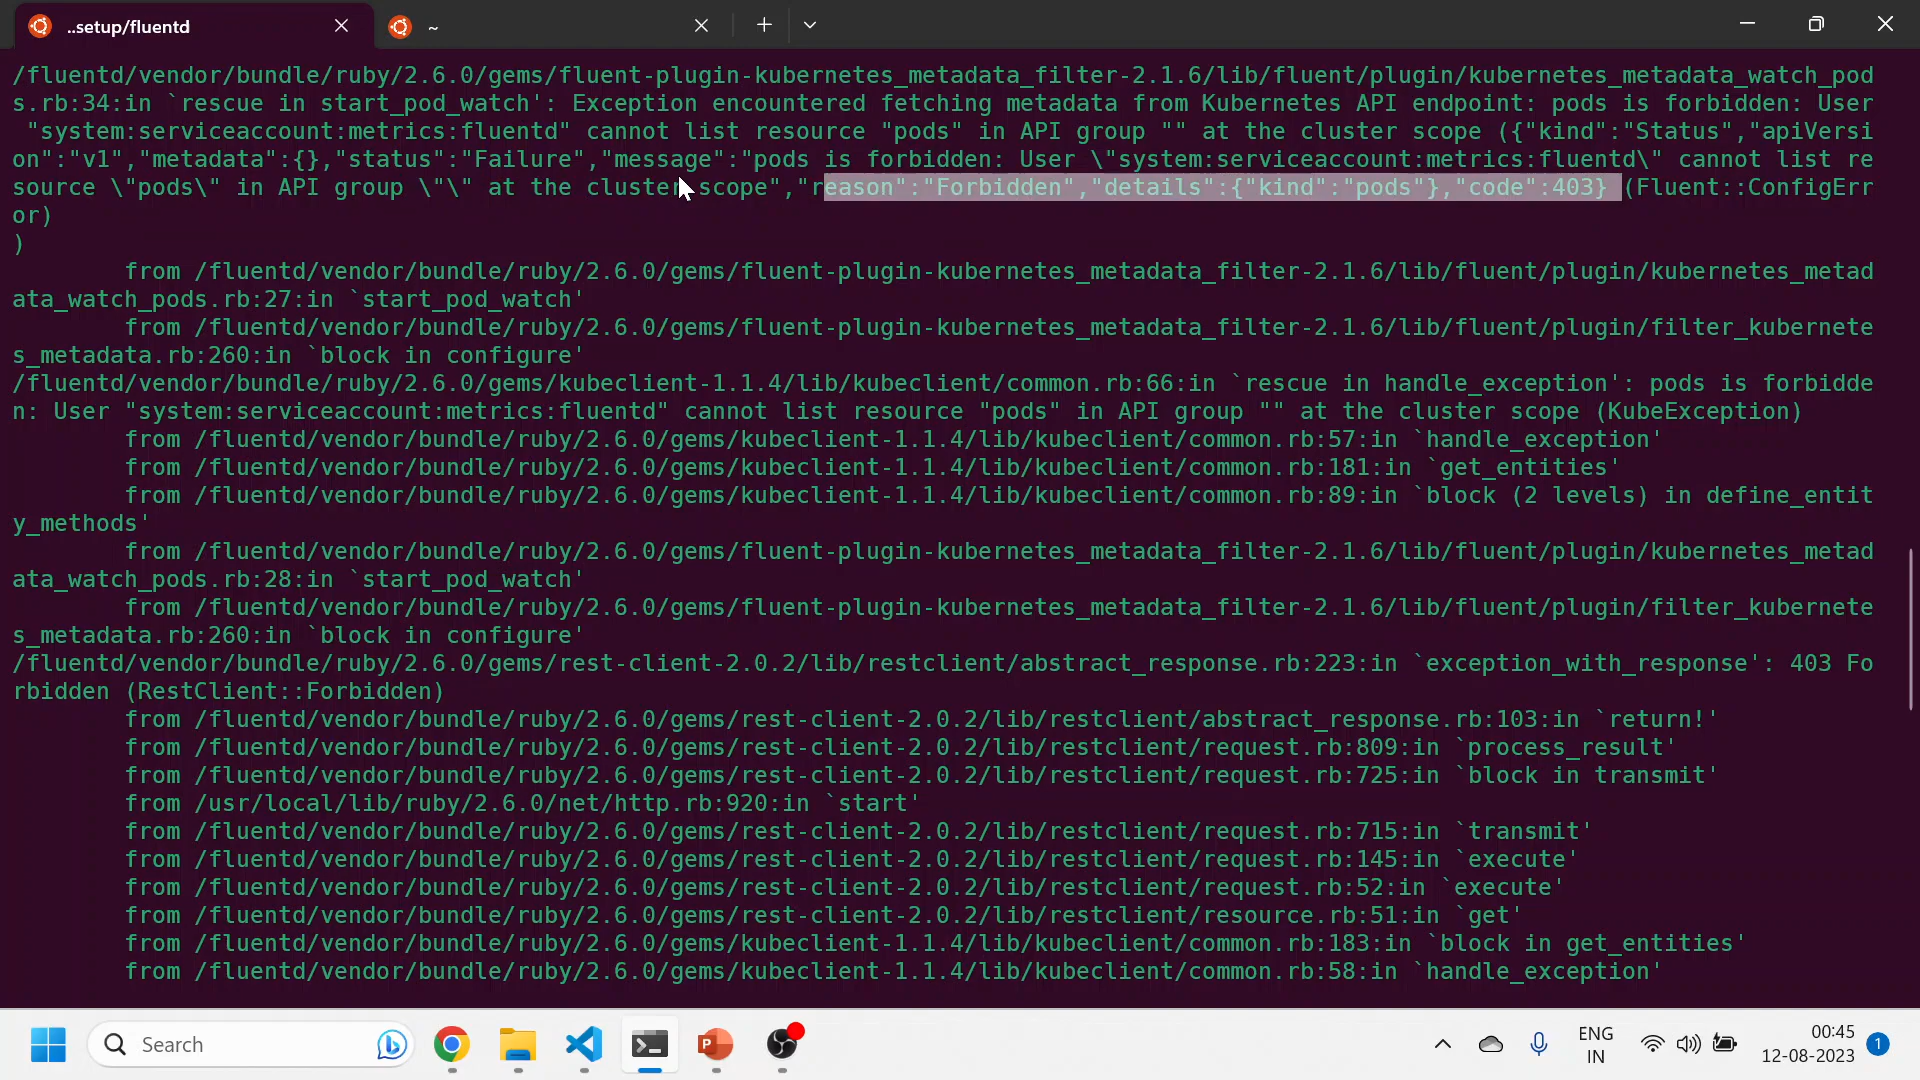 ..setup/fluentd
~
/fluentd/vendor/bundle/ruby/2.6.0/gems/fluent-plugin-kubernetes_metadata_filter-2.1.6/lib/fluent/plugin/kubernetes_metadata_watch_pod
s.rb:34:in `rescue in start_pod_watch': Exception encountered fetching metadata from Kubernetes API endpoint: pods is forbidden: User
 "system:serviceaccount:metrics:fluentd" cannot list resource "pods" in API group "" at the cluster scope ({"kind":"Status","apiVersi
on":"v1","metadata":{},"status":"Failure","message":"pods is forbidden: User \"system:serviceaccount:metrics:fluentd\" cannot list re
source \"pods\" in API group \"\" at the cluster scope","reason":"Forbidden","details":{"kind":"pods"},"code":403} (Fluent::ConfigErr
or)
)
        from /fluentd/vendor/bundle/ruby/2.6.0/gems/fluent-plugin-kubernetes_metadata_filter-2.1.6/lib/fluent/plugin/kubernetes_metad
ata_watch_pods.rb:27:in `start_pod_watch'
        from /fluentd/vendor/bundle/ruby/2.6.0/gems/fluent-plugin-kubernetes_metadata_filter-2.1.6/lib/fluent/plugin/filter_kubernete
s_metadata.rb:260:in `block in configure'
/fluentd/vendor/bundle/ruby/2.6.0/gems/kubeclient-1.1.4/lib/kubeclient/common.rb:66:in `rescue in handle_exception': pods is forbidde
n: User "system:serviceaccount:metrics:fluentd" cannot list resource "pods" in API group "" at the cluster scope (KubeException)
        from /fluentd/vendor/bundle/ruby/2.6.0/gems/kubeclient-1.1.4/lib/kubeclient/common.rb:57:in `handle_exception'
        from /fluentd/vendor/bundle/ruby/2.6.0/gems/kubeclient-1.1.4/lib/kubeclient/common.rb:181:in `get_entities'
        from /fluentd/vendor/bundle/ruby/2.6.0/gems/kubeclient-1.1.4/lib/kubeclient/common.rb:89:in `block (2 levels) in define_entit
y_methods'
        from /fluentd/vendor/bundle/ruby/2.6.0/gems/fluent-plugin-kubernetes_metadata_filter-2.1.6/lib/fluent/plugin/kubernetes_metad
ata_watch_pods.rb:28:in `start_pod_watch'
        from /fluentd/vendor/bundle/ruby/2.6.0/gems/fluent-plugin-kubernetes_metadata_filter-2.1.6/lib/fluent/plugin/filter_kubernete
s_metadata.rb:260:in `block in configure'
/fluentd/vendor/bundle/ruby/2.6.0/gems/rest-client-2.0.2/lib/restclient/abstract_response.rb:223:in `exception_with_response': 403 Fo
rbidden (RestClient::Forbidden)
        from /fluentd/vendor/bundle/ruby/2.6.0/gems/rest-client-2.0.2/lib/restclient/abstract_response.rb:103:in `return!'
        from /fluentd/vendor/bundle/ruby/2.6.0/gems/rest-client-2.0.2/lib/restclient/request.rb:809:in `process_result'
        from /fluentd/vendor/bundle/ruby/2.6.0/gems/rest-client-2.0.2/lib/restclient/request.rb:725:in `block in transmit'
        from /usr/local/lib/ruby/2.6.0/net/http.rb:920:in `start'
        from /fluentd/vendor/bundle/ruby/2.6.0/gems/rest-client-2.0.2/lib/restclient/request.rb:715:in `transmit'
        from /fluentd/vendor/bundle/ruby/2.6.0/gems/rest-client-2.0.2/lib/restclient/request.rb:145:in `execute'
        from /fluentd/vendor/bundle/ruby/2.6.0/gems/rest-client-2.0.2/lib/restclient/request.rb:52:in `execute'
        from /fluentd/vendor/bundle/ruby/2.6.0/gems/rest-client-2.0.2/lib/restclient/resource.rb:51:in `get'
        from /fluentd/vendor/bundle/ruby/2.6.0/gems/kubeclient-1.1.4/lib/kubeclient/common.rb:183:in `block in get_entities'
        from /fluentd/vendor/bundle/ruby/2.6.0/gems/kubeclient-1.1.4/lib/kubeclient/common.rb:58:in `handle_exception'
Search
P
ENG
IN
00:45
12-08-2023
1